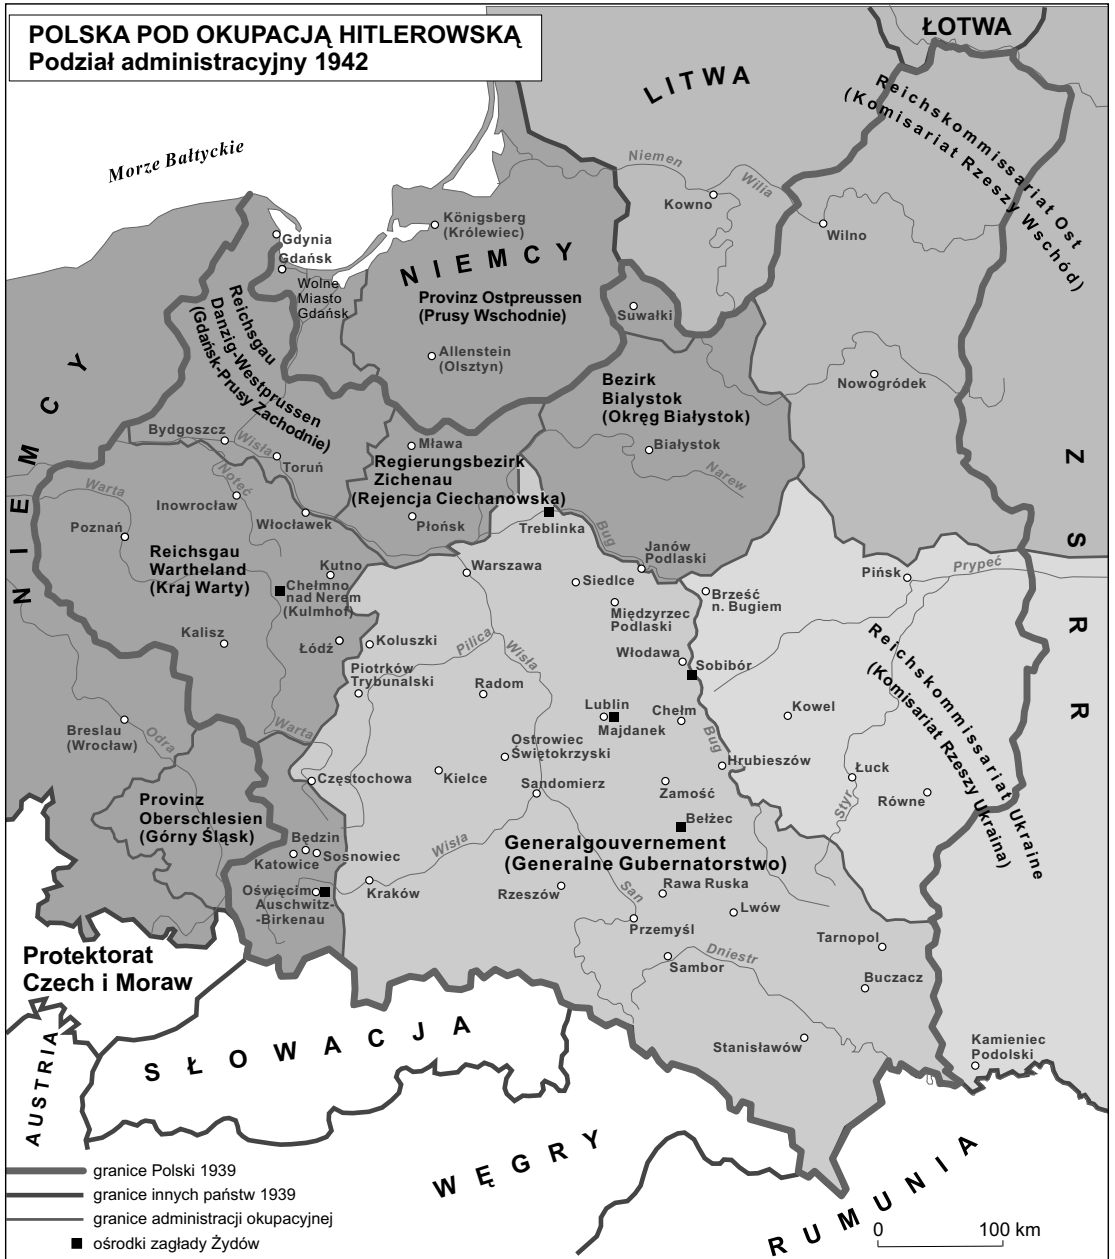 POLSKA POD OKUPACJĄ HITLEROWSKĄ
Podział administracyjny 1942
ŁOTWA
LITWA
Reichskommissariat Ost
(Komisariat Rzeszy Wschód)
Morze Bałtyckie
Niemen
Wilia
Kowno
Wilno
Königsberg
(Królewiec)
Gdynia
Gdańsk
Wolne
Miasto
Gdańsk
NIEMCY
Provinz Ostpreussen
(Prusy Wschodnie)
Suwałki
Reichsgau
Danzig-Westprussen
(Gdańsk-Prusy Zachodnie)
Allenstein
(Olsztyn)
Nowogródek
Bezirk
Bialystok
(Okręg Białystok)
NIEMCY
Bydgoszcz
Wisła
Toruń
Mława
Białystok
Narew
Regierungsbezirk
Zichenau
(Rejencja Ciechanowska)
ZSRR
Warta
Noteć
Inowrocław
Włocławek
Płońsk
Treblinka
Bug
Poznań
Reichsgau
Wartheland
(Kraj Warty)
Janów
Podlaski
Kutno
Warszawa
Siedlce
Pińsk
Prypeć
Chełmno
nad Nerem
(Kulmhof)
Brześć
n. Bugiem
Międzyrzec
Podlaski
Kalisz
Łódź
Koluszki
Pilica
Wisła
Włodawa
Sobibór
Reichskommissariat Ukraine
(Komisariat Rzeszy Ukraina)
Piotrków
Trybunalski
Radom
Lublin
Majdanek
Chełm
Kowel
Breslau
(Wrocław)
Odra
Warta
Bug
Ostrowiec
Świętokrzyski
Hrubieszów
Łuck
Częstochowa
Kielce
Sandomierz
Zamość
Styr
Równe
Provinz
Oberschlesien
(Górny Śląsk)
Bełżec
Będzin
Katowice
Sosnowiec
Wisła
Generalgouvernement
(Generalne Gubernatorstwo)
Oświęcim
Auschwitz-
-Birkenau
Kraków
Rzeszów
San
Rawa Ruska
Lwów
Przemyśl
Tarnopol
Protektorat
Czech i Moraw
Dniestr
Sambor
Buczacz
SŁOWACJA
Stanisławów
Kamieniec
Podolski
AUSTRIA
WĘGRY
RUMUNIA
granice Polski 1939
granice innych państw 1939
granice administracji okupacyjnej
ośrodki zagłady Żydów
0 100 km